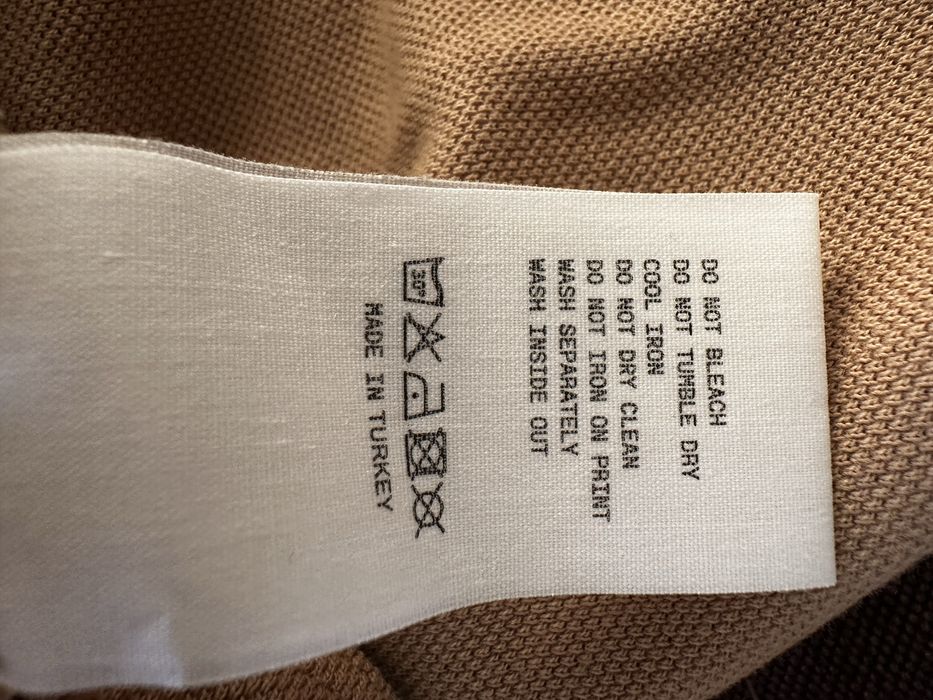 DO NOT BLEACH
DO NOT TUMBLE DRY
COOL IRON
DO NOT DRY CLEAN
DO NOT IRON ON PRINT
WASH SEPARATELY
WASH INSIDE OUT
30°
MADE IN TURKEY